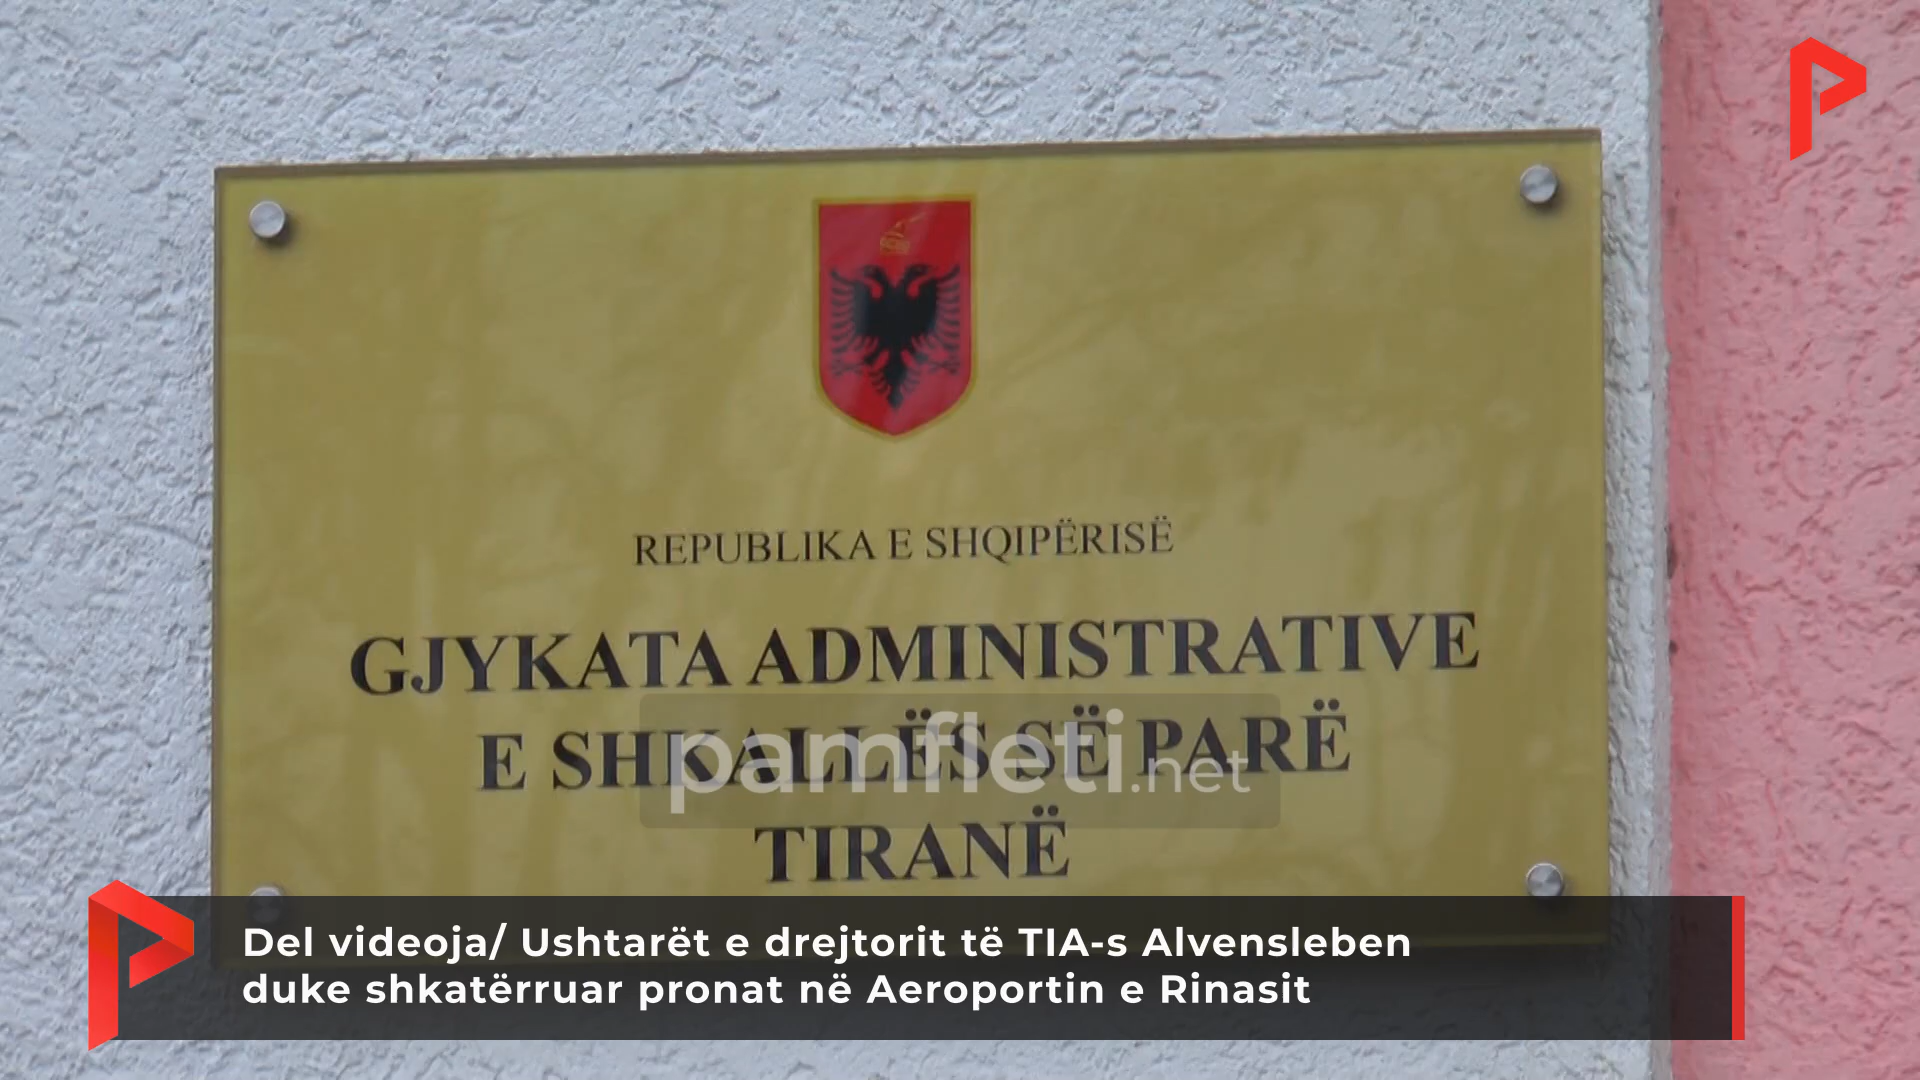 REPUBLIKA E SHQIPËRISË
GJYKATA ADMINISTRATIVE
E SHKALLËS SË PARË
pamfleti.net
TIRANË
Del videoja/ Ushtarët e drejtorit të TIA-s Alvensleben
duke shkatërruar pronat në Aeroportin e Rinasit